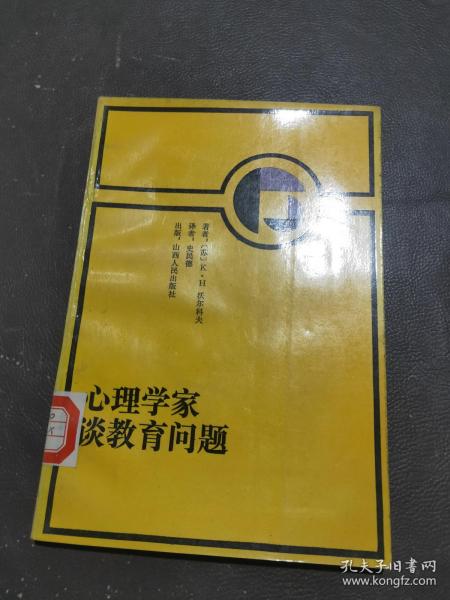 著者：〔苏〕K·H 沃尔科夫
译者：史民德
出版：山西人民出版社
心理学家
谈教育问题
孔夫子旧书网
www.kongfz.com